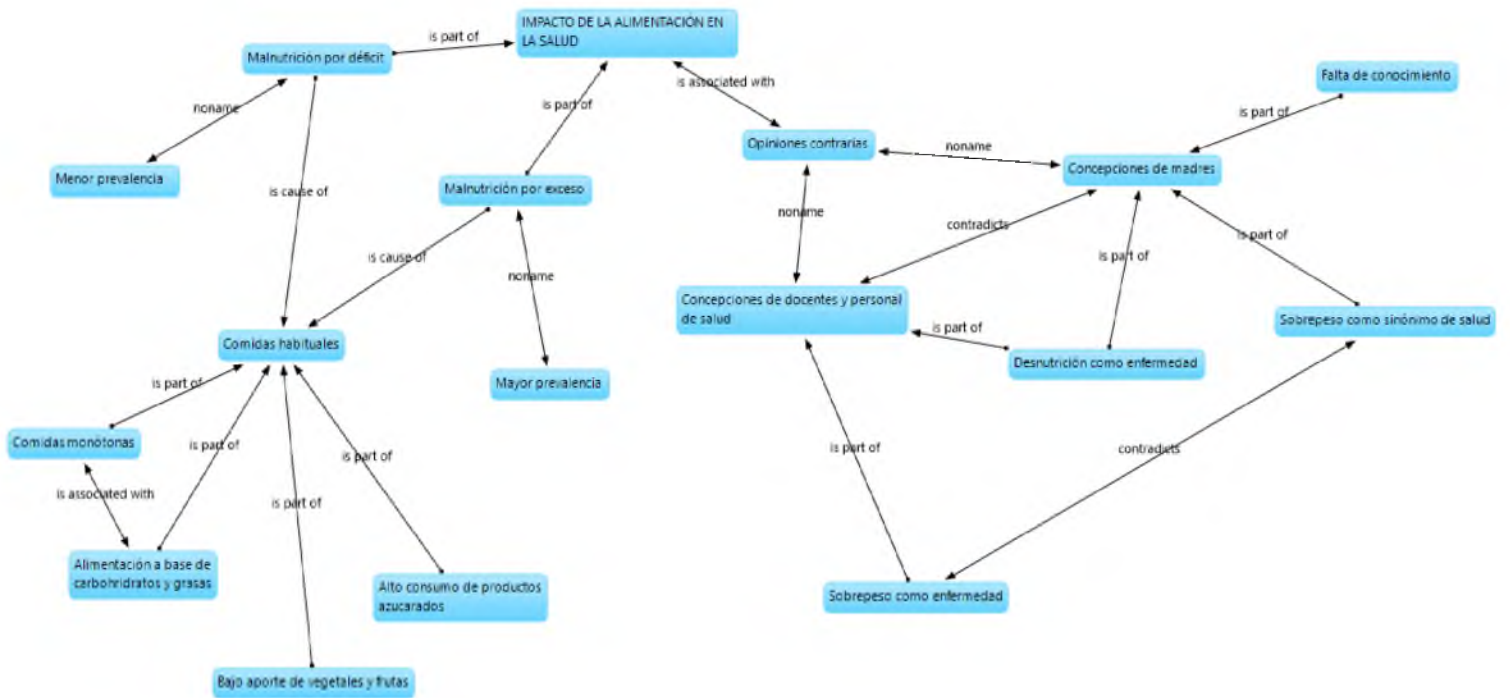 IMPACTO DE LA ALIMENTACIÓN EN
LA SALUD
is part of
Malnutrición por déficit
is associated with
Falta de conocimiento
noname
is part of
is part of
Opiniones contrarias
noname
Menor prevalencia
is cause of
Malnutrición por exceso
Concepciones de madres
noname
contradicts
is part of
is part of
is cause of
noname
Concepciones de docentes y personal
de salud
is part of
Sobrepeso como sinónimo de salud
Comidas habituales
Desnutrición como enfermedad
is part of
Mayor prevalencia
Comidas monótonas
is part of
is part of
is part of
contradicts
is associated with
is part of
Alimentación a base de
carbohridratos y grasas
Alto consumo de productos
azucarados
Sobrepeso como enfermedad
Bajo aporte de vegetales y frutas